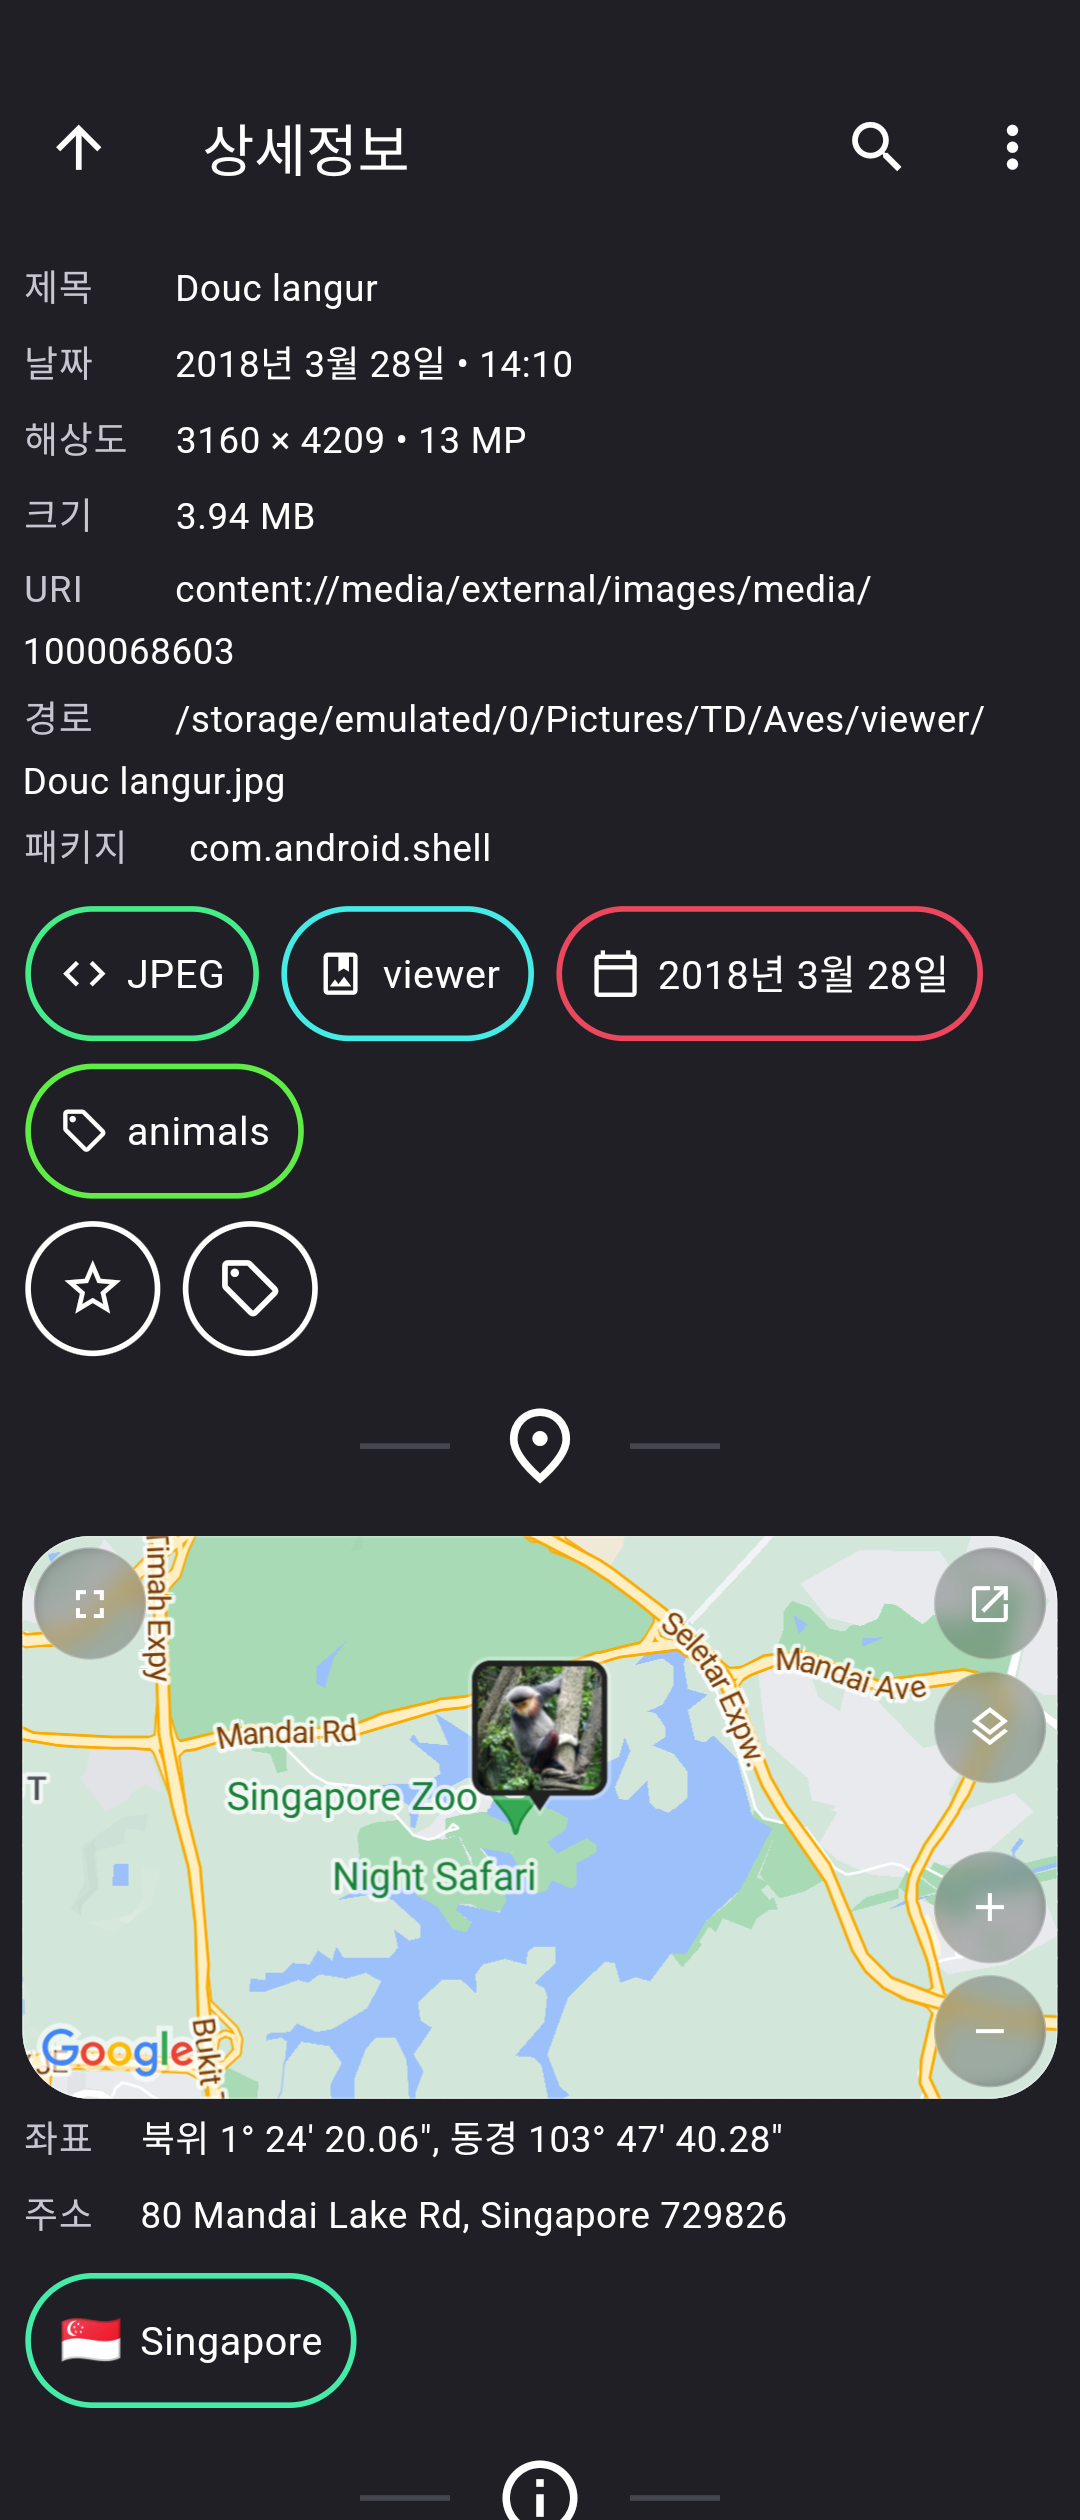 상세정보
제목 Douc langur
날짜 2018년 3월 28일 • 14:10
해상도 3160 × 4209 • 13 MP
크기 3.94 MB
URI content://media/external/images/media/
1000068603
경로 /storage/emulated/0/Pictures/TD/Aves/viewer/
Douc langur.jpg
패키지 com.android.shell
JPEG viewer 2018년 3월 28일
animals
Timah Expy
Seletar Expw.
Mandai Ave
Mandai Rd
T
Singapore Zoo
Night Safari
Google
Bukit
좌표 북위 1° 24' 20.06", 동경 103° 47' 40.28"
주소 80 Mandai Lake Rd, Singapore 729826
Singapore